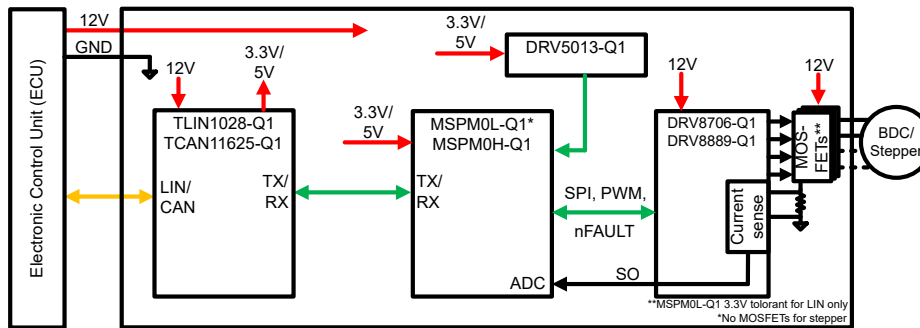 Electronic Control Unit (ECU)
12V
GND
12V
3.3V/
5V
TLIN1028-Q1
TCAN11625-Q1
LIN/
CAN
TX/
RX
3.3V/
5V
3.3V/
5V
DRV5013-Q1
MSPM0L-Q1*
MSPM0H-Q1
TX/
RX
ADC
SPI, PWM,
nFAULT
SO
12V
DRV8706-Q1
DRV8889-Q1
Current
sense
12V
MOS-
FETs**
BDC/
Stepper
**MSPM0L-Q1 3.3V tolorant for LIN only
*No MOSFETs for stepper